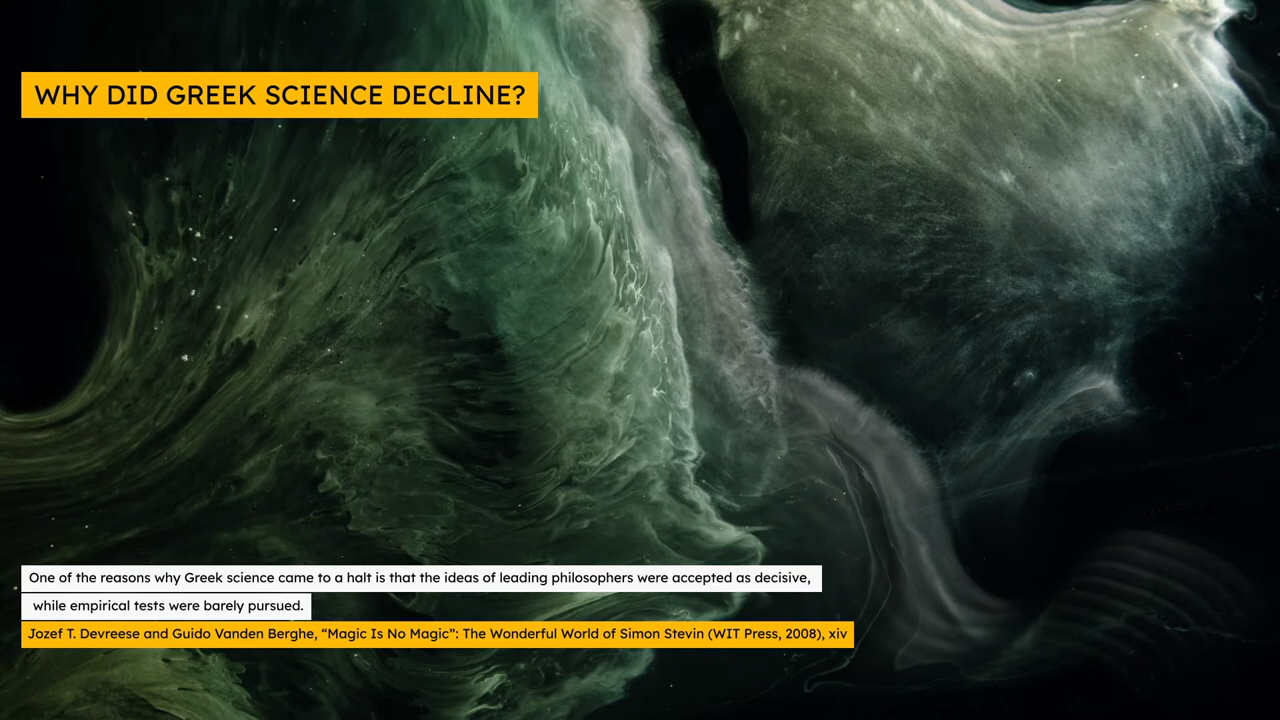 WHY DID GREEK SCIENCE DECLINE?
One of the reasons why Greek science came to a halt is that the ideas of leading philosophers were accepted as decisive,
while empirical tests were barely pursued.
Jozef T. Devreese and Guido Vanden Berghe, “Magic Is No Magic”: The Wonderful World of Simon Stevin (WIT Press, 2008), xiv